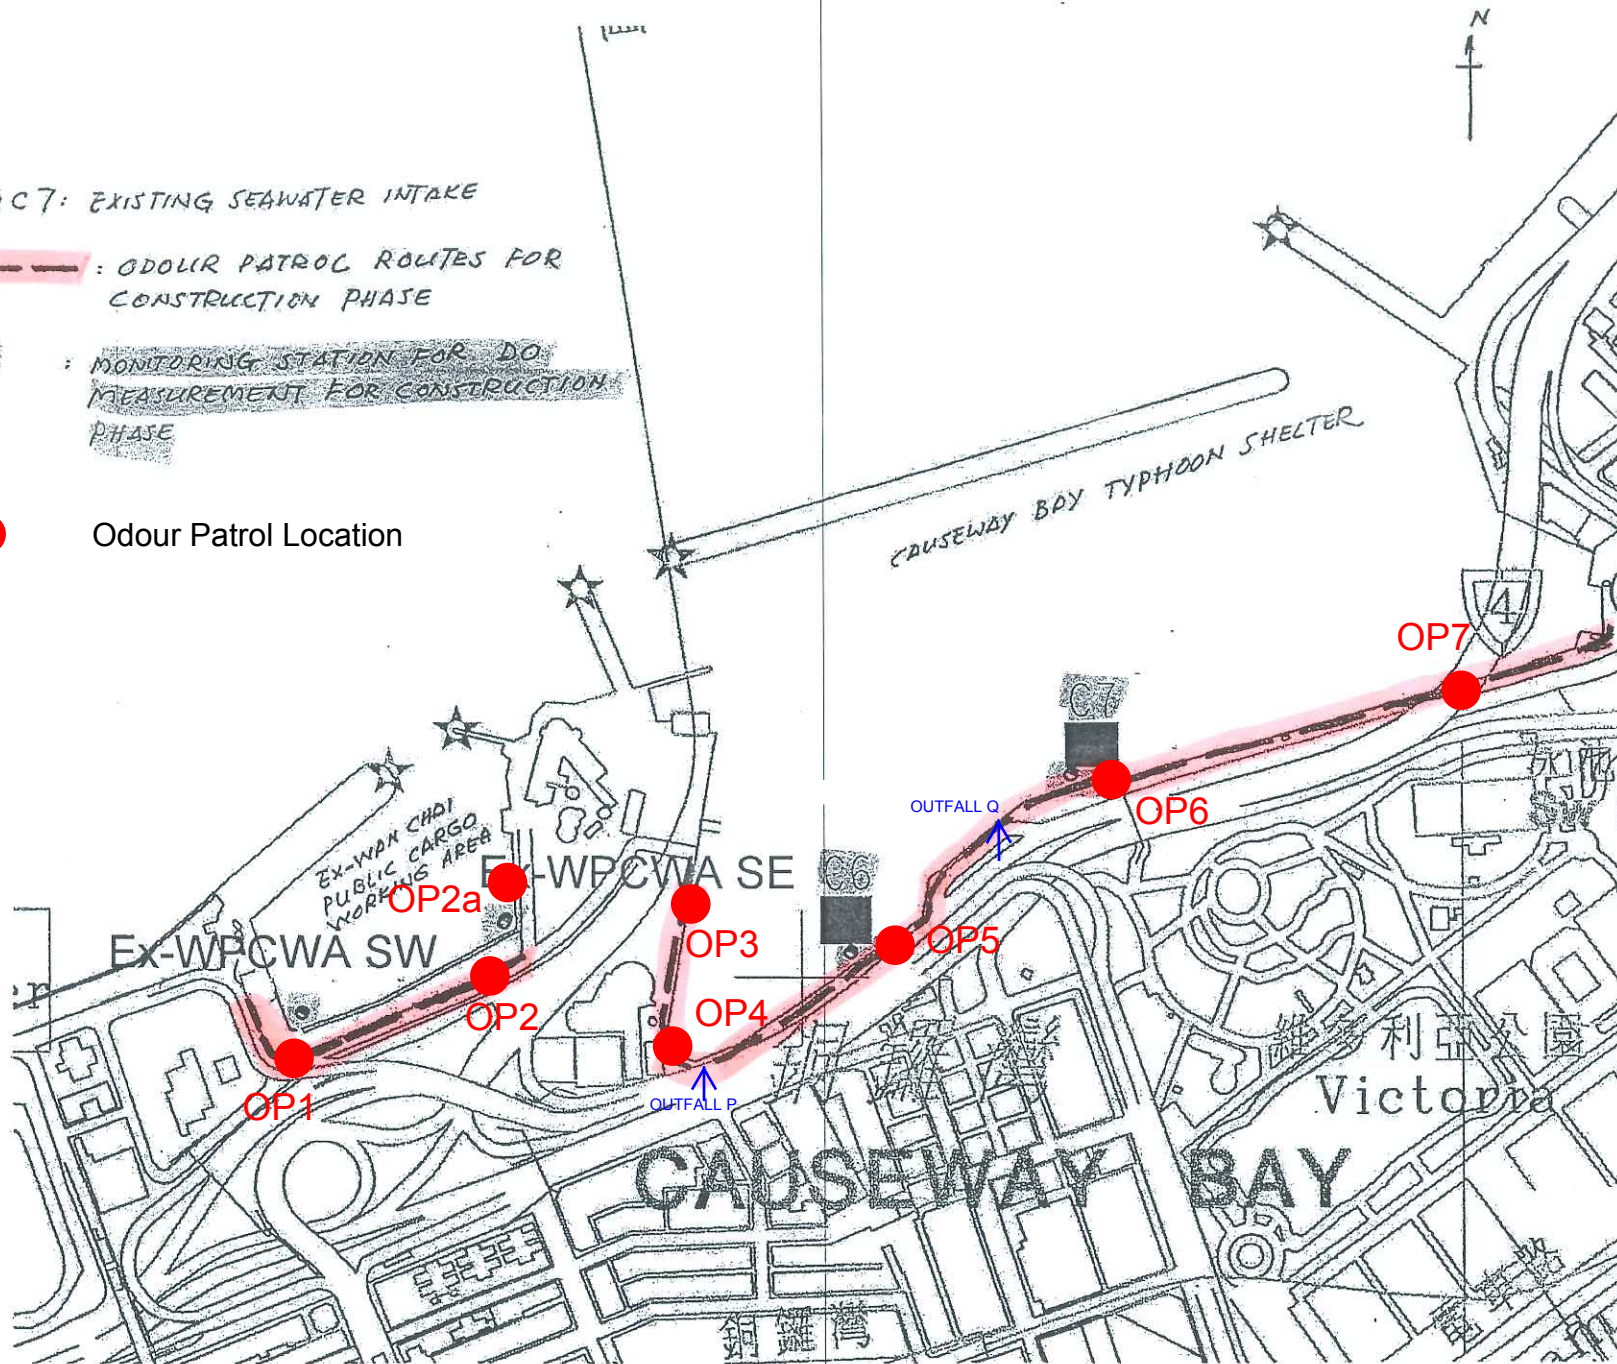 N
C7: EXISTING SEAWATER INTAKE
: ODOUR PATROL ROUTES FOR
CONSTRUCTION PHASE
: MONITORING STATION FOR DO
MEASUREMENT FOR CONSTRUCTION
PHASE
Odour Patrol Location
CAUSEWAY BAY TYPHOON SHELTER
4
OP7
C7
OP6
OUTFALL Q
EX-WAN CHAI
PUBLIC CARGO
WORKING AREA
OP2a
Ex-WPCWA SE
C6
OP3
OP5
Ex-WPCWA SW
OP2
OP4
OP1
OUTFALL P
維多利亞公園
Victoria
CAUSEWAY BAY
銅鑼灣